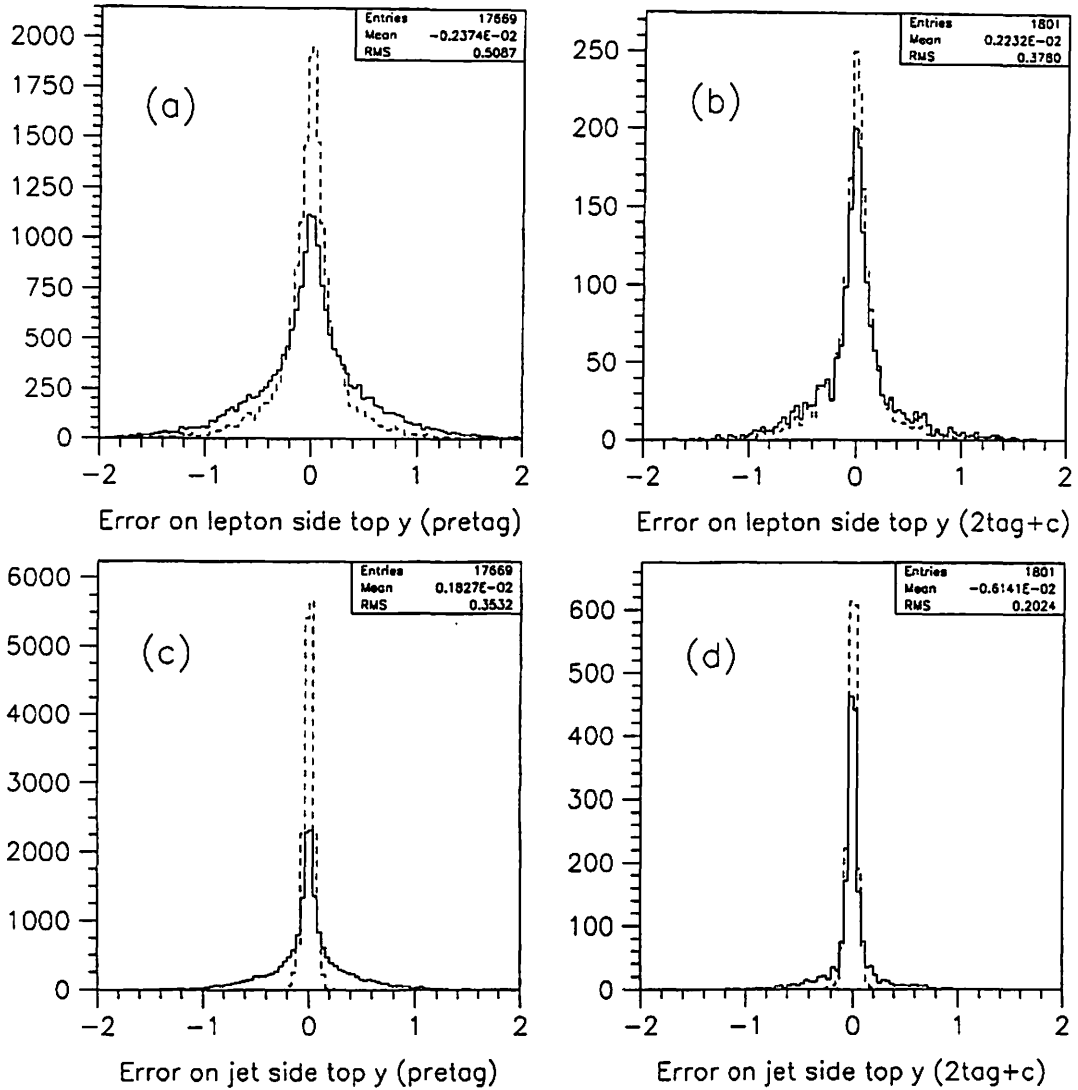 Entries 17669
Mean -0.2374E-02
RMS 0.5087
(a)
2000
1750
1500
1250
1000
750
500
250
0
-2 -1 0 1 2
Error on lepton side top y (pretag)
Entries 1801
Mean 0.2232E-02
RMS 0.3780
(b)
250
200
150
100
50
0
-2 -1 0 1 2
Error on lepton side top y (2tag+c)
Entries 17669
Mean 0.1827E-02
RMS 0.3532
(c)
6000
5000
4000
3000
2000
1000
0
-2 -1 0 1 2
Error on jet side top y (pretag)
Entries 1801
Mean -0.6141E-02
RMS 0.2024
(d)
600
500
400
300
200
100
0
-2 -1 0 1 2
Error on jet side top y (2tag+c)